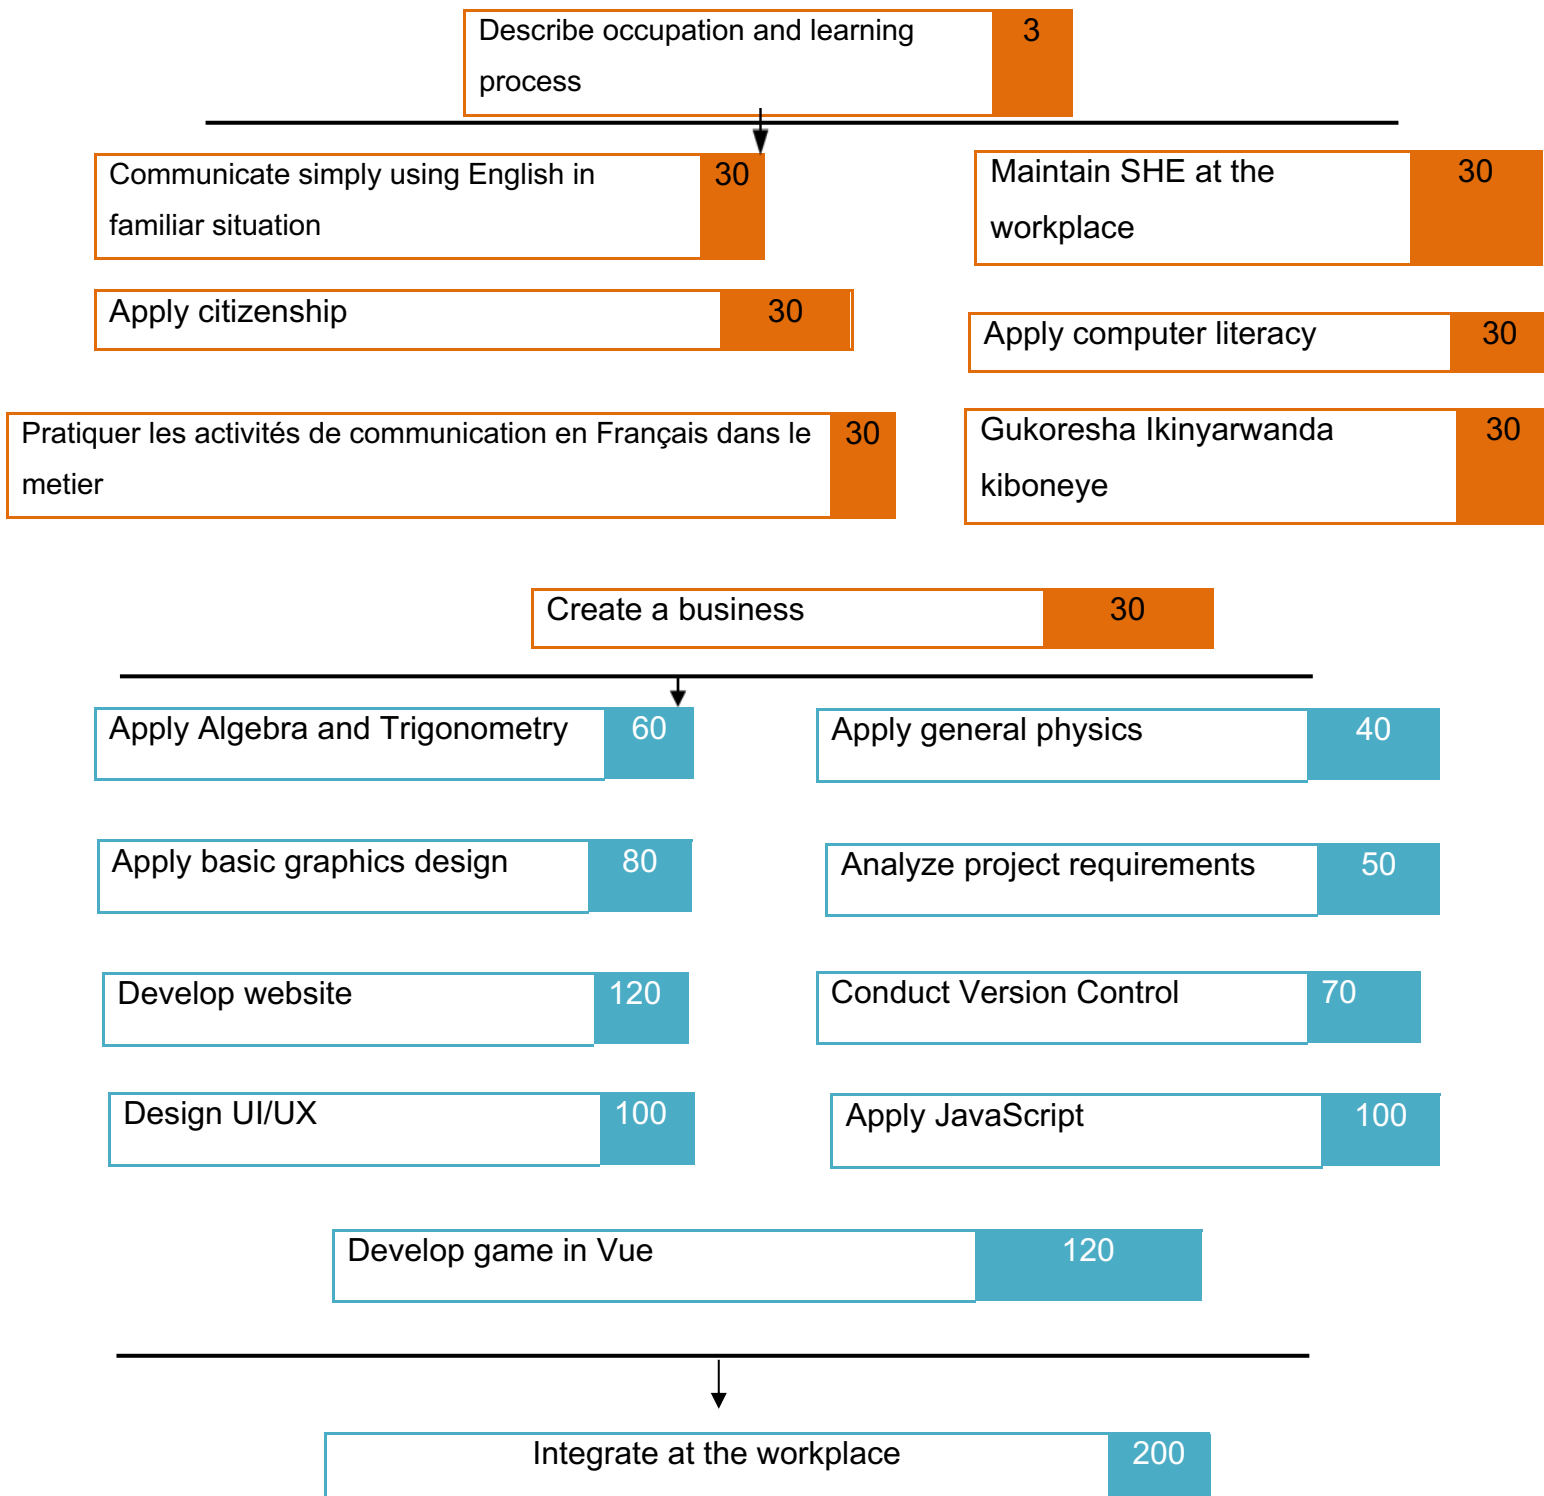 Describe occupation and learning
process
3
Communicate simply using English in
familiar situation
30
Maintain SHE at the
workplace
30
Apply citizenship
30
Apply computer literacy
30
Pratiquer les activités de communication en Français dans le
metier
30
Gukoresha Ikinyarwanda
kiboneye
30
Create a business
30
Apply Algebra and Trigonometry
60
Apply general physics
40
Apply basic graphics design
80
Analyze project requirements
50
Develop website
120
Conduct Version Control
70
Design UI/UX
100
Apply JavaScript
100
Develop game in Vue
120
Integrate at the workplace
200